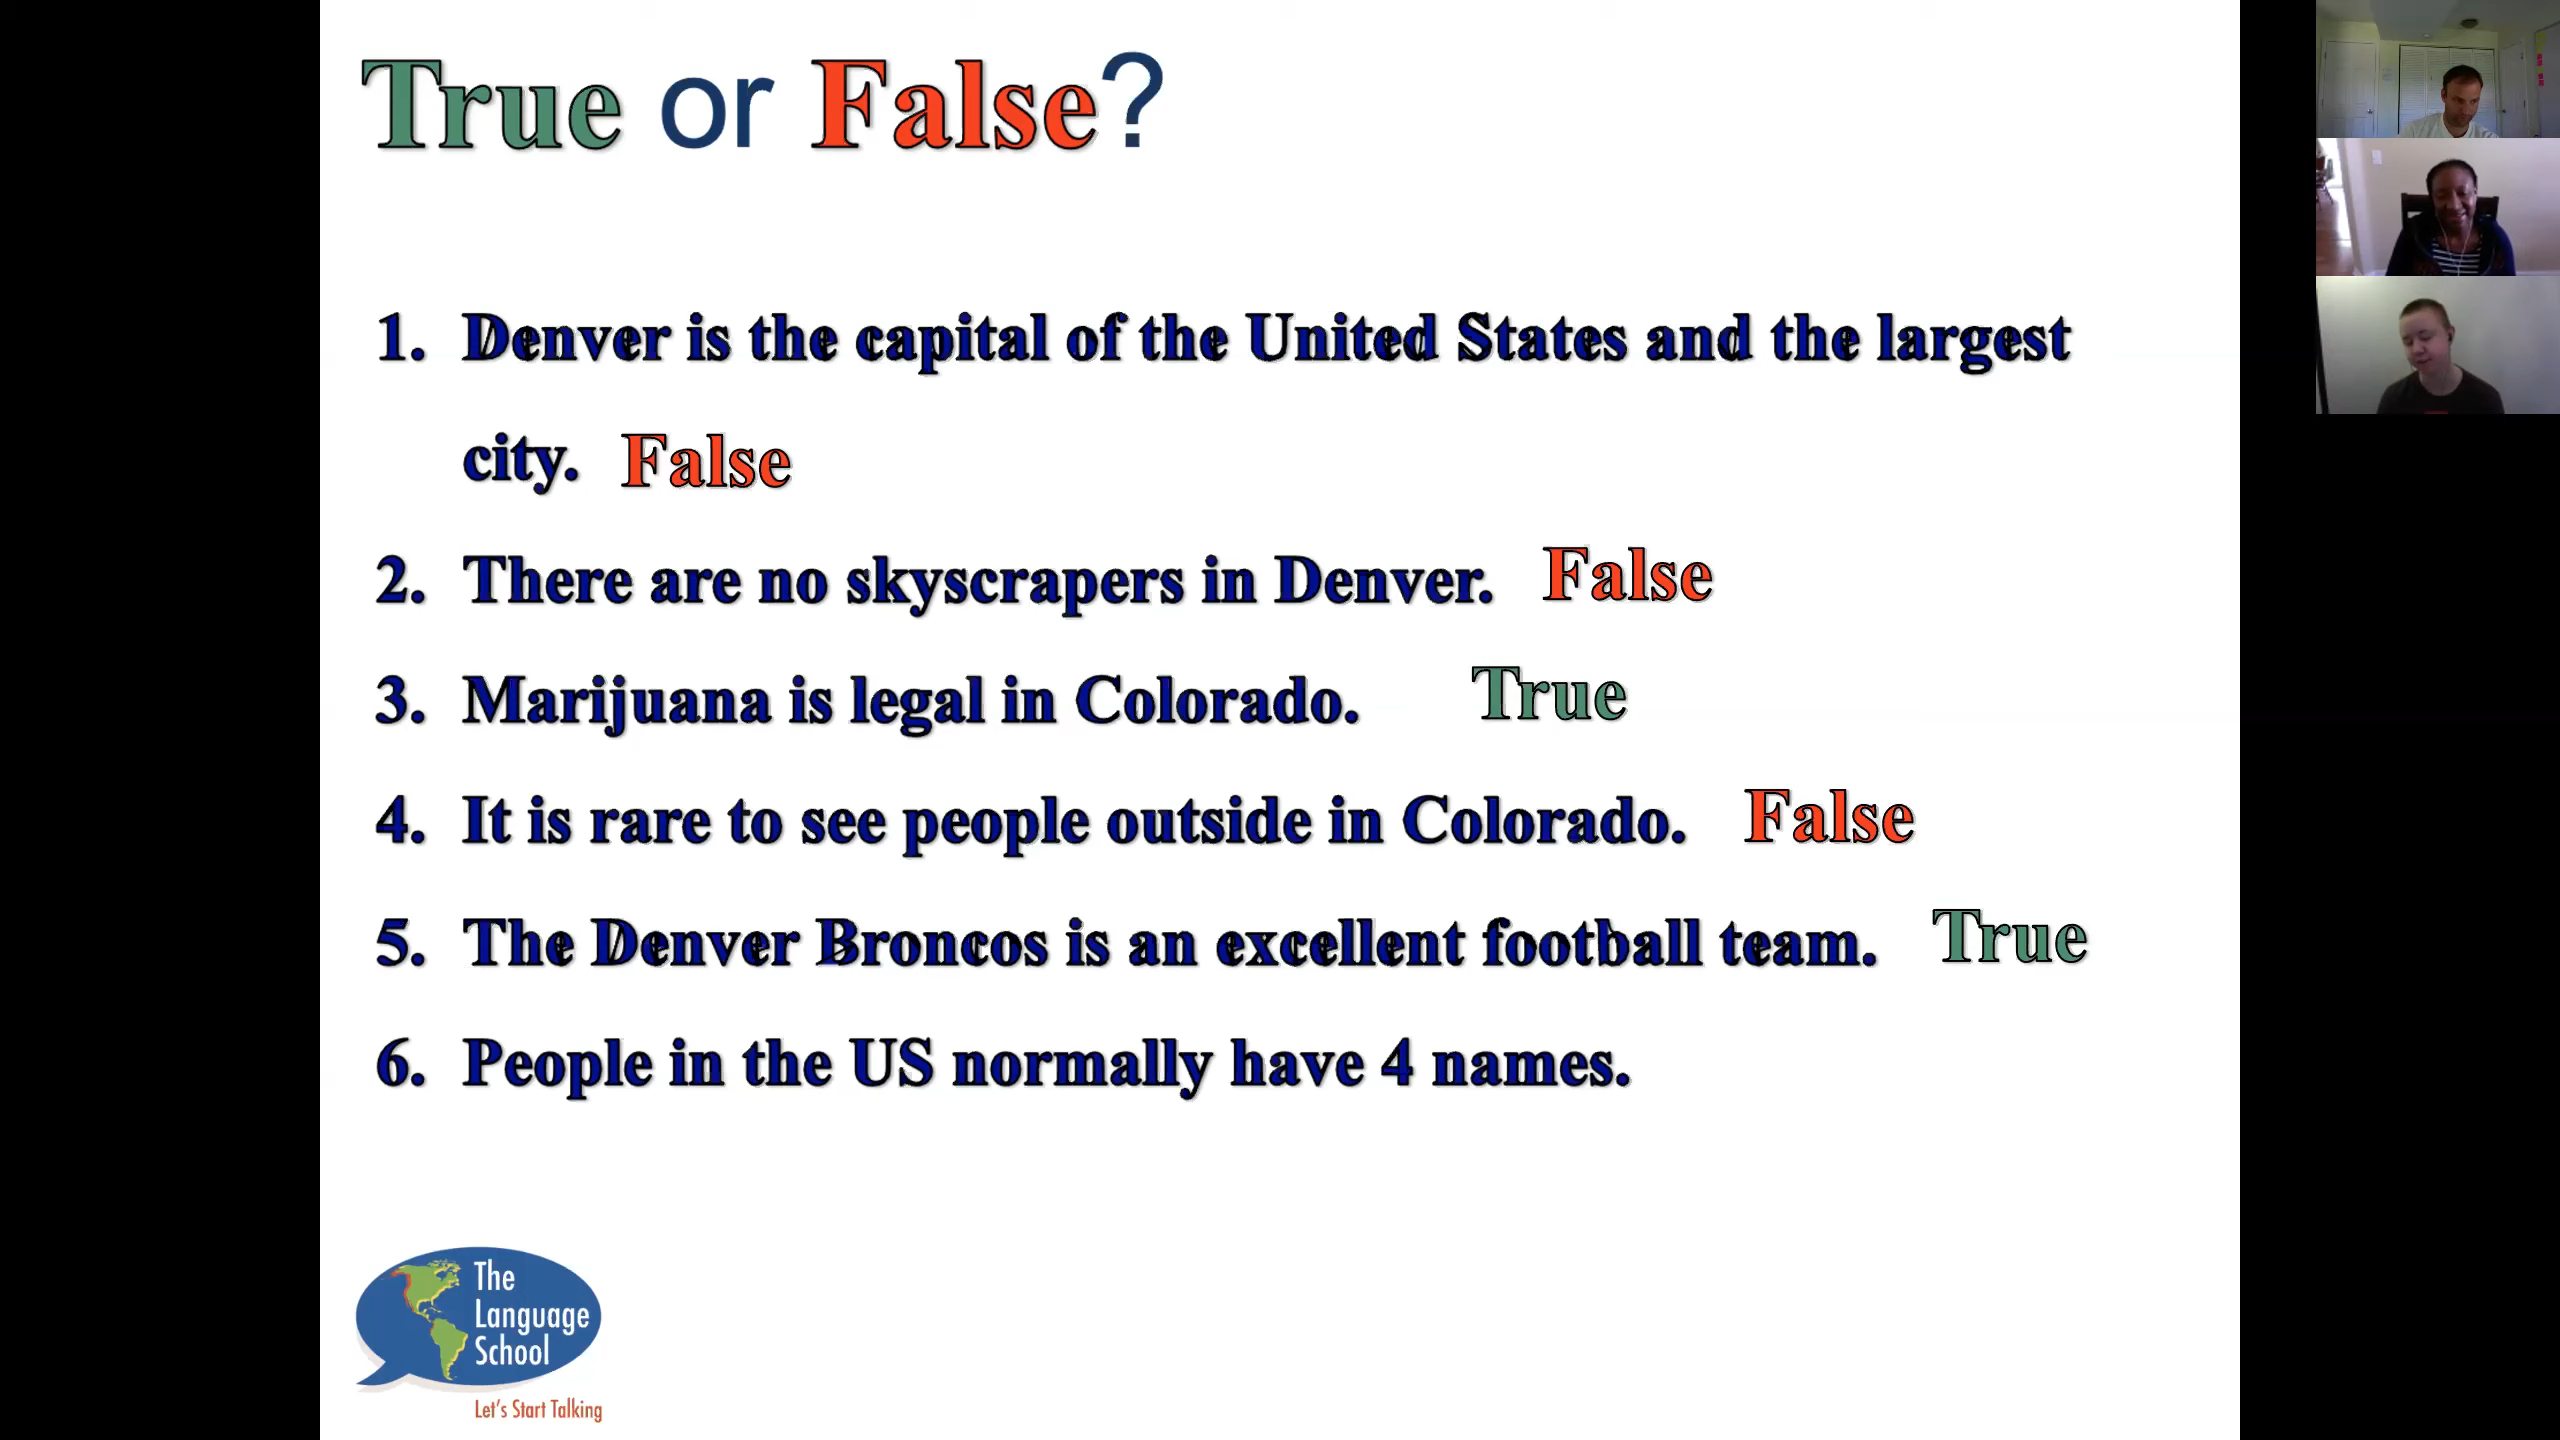 True or False?
1. Denver is the capital of the United States and the largest
city. False
2. There are no skyscrapers in Denver. False
3. Marijuana is legal in Colorado. True
4. It is rare to see people outside in Colorado. False
5. The Denver Broncos is an excellent football team. True
6. People in the US normally have 4 names.
The
Language
School
Let's Start Talking